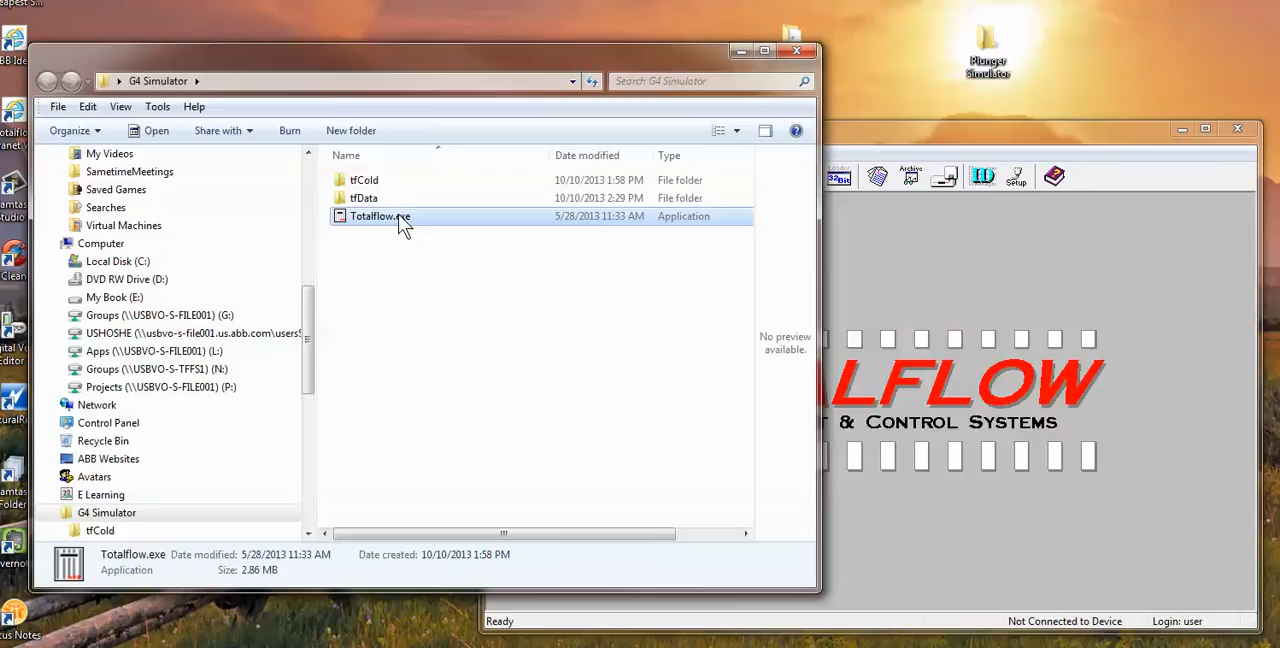 Plunger
Simulator
G4 Simulator
Search G4 Simulator
File Edit View Tools Help
Organize Open Share with Burn New folder
Name Date modified Type
My Videos
SametimeMeetings
Saved Games
Searches
Virtual Machines
Computer
Local Disk (C:)
DVD RW Drive (D:)
My Book (E:)
Groups (\\USBVO-S-FILE001) (G:)
USHOSHE (\\usbvo-s-file001.us.abb.com\users$
Apps (\\USBVO-S-FILE001) (L:)
Groups (\\USBVO-S-TFFS1) (N:)
Projects (\\USBVO-S-FILE001) (P:)
Network
Control Panel
Recycle Bin
ABB Websites
Avatars
E Learning
G4 Simulator
tfCold
tfCold 10/10/2013 1:58 PM File folder
tfData 10/10/2013 2:29 PM File folder
Totalflow.exe 5/28/2013 11:33 AM Application
No preview
available.
Totalflow.exe Date modified: 5/28/2013 11:33 AM Date created: 10/10/2013 1:58 PM
Application Size: 2.86 MB
32Bit Archive ID Setup
ALFLOW
& CONTROL SYSTEMS
Ready Not Connected to Device Login: user